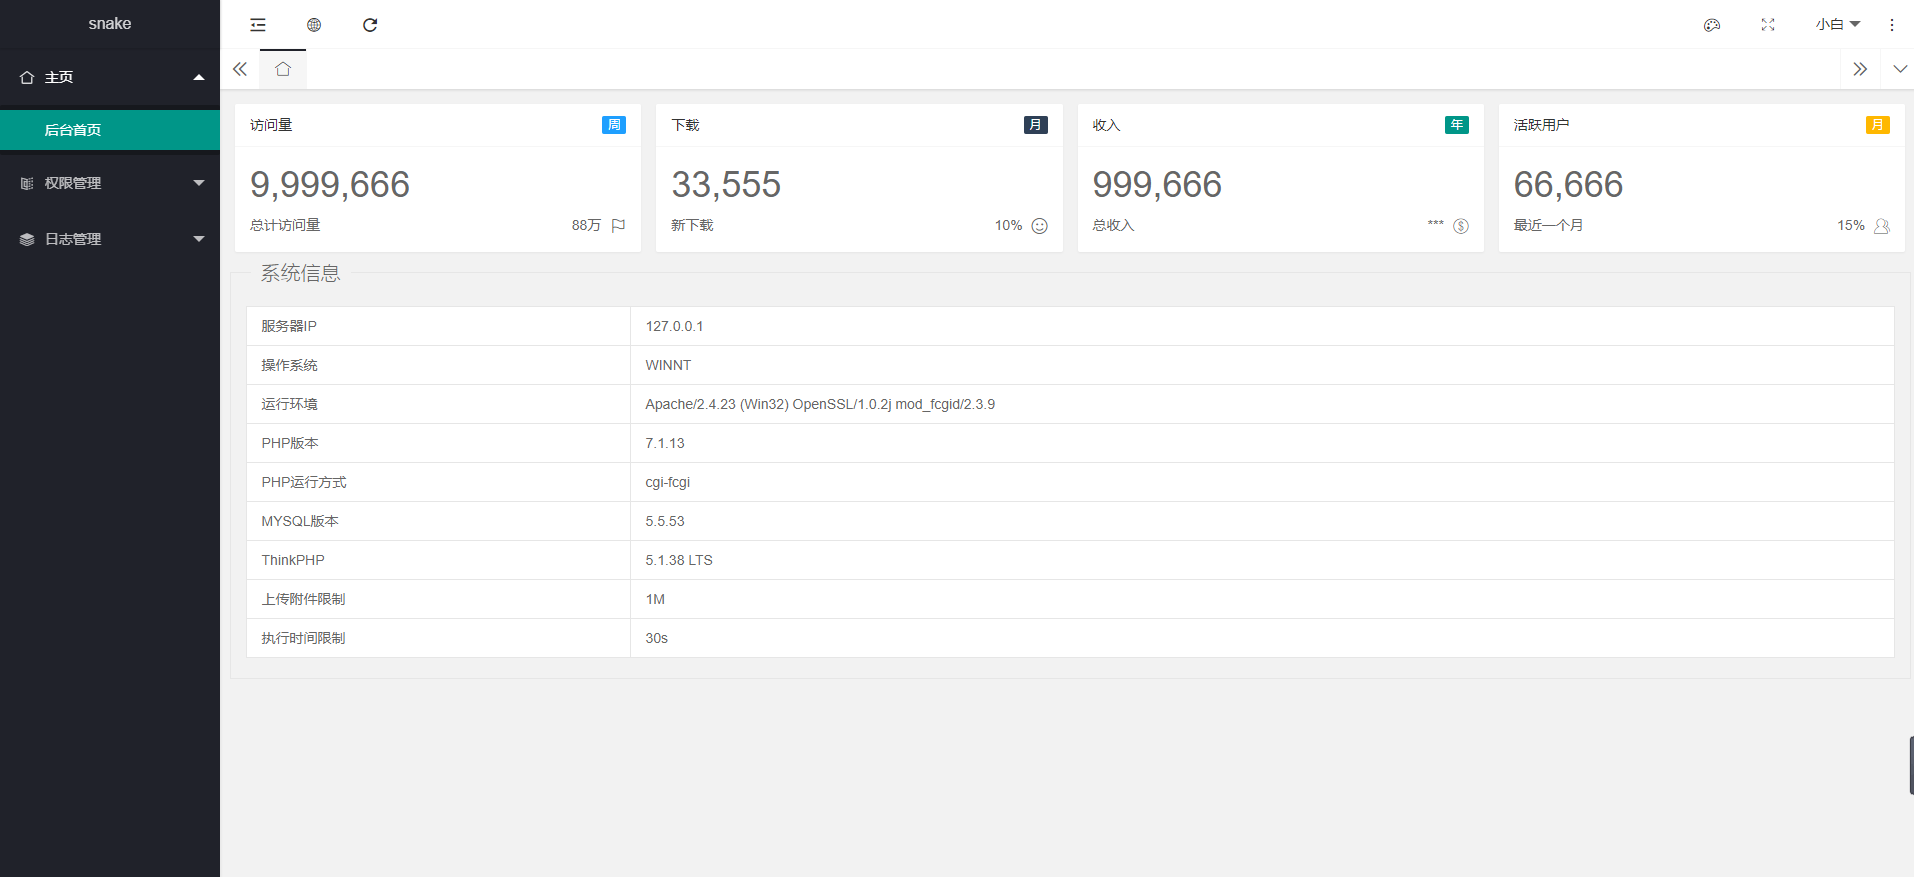 snake
主页
后台首页
权限管理
日志管理
小白
访问量 周
9,999,666
总计访问量 88万
下载 月
33,555
新下载 10%
收入 年
999,666
总收入 ***
活跃用户 月
66,666
最近一个月 15%
系统信息
服务器IP 127.0.0.1
操作系统 WINNT
运行环境 Apache/2.4.23 (Win32) OpenSSL/1.0.2j mod_fcgid/2.3.9
PHP版本 7.1.13
PHP运行方式 cgi-fcgi
MYSQL版本 5.5.53
ThinkPHP 5.1.38 LTS
上传附件限制 1M
执行时间限制 30s